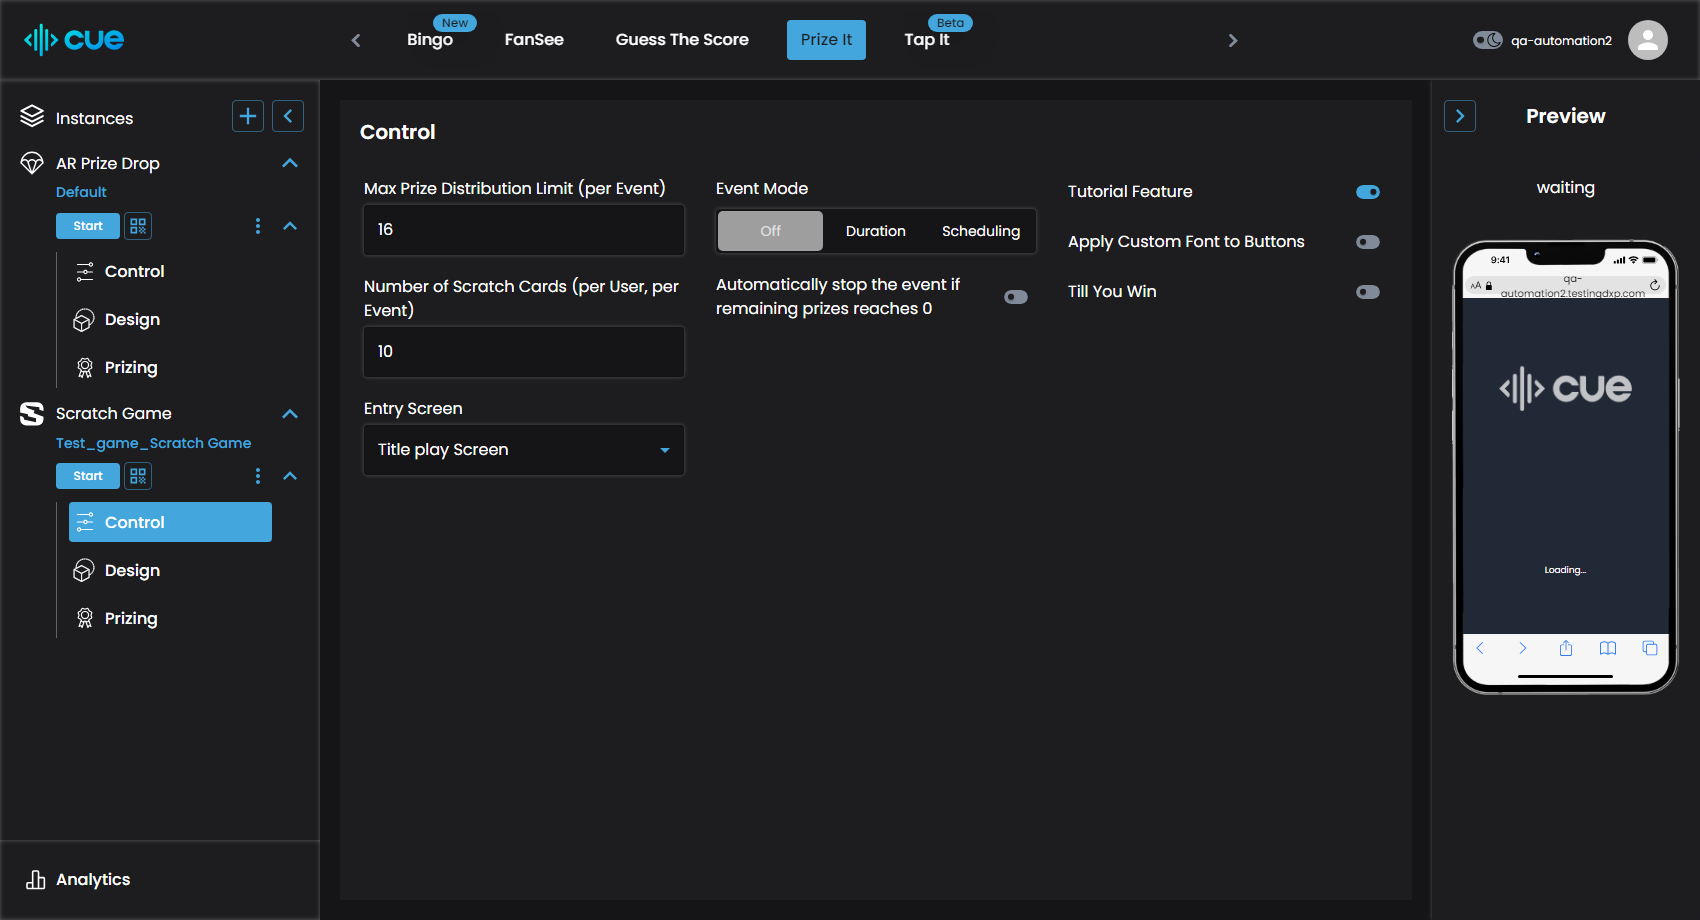 cue
Bingo
New
FanSee
Guess The Score
Prize It
Tap It
Beta
qa-automation2
Instances
AR Prize Drop
Default
Start
Control
Design
Prizing
Scratch Game
Test_game_Scratch Game
Start
Control
Design
Prizing
Analytics
Control
Max Prize Distribution Limit (per Event)
16
Number of Scratch Cards (per User, per
Event)
10
Entry Screen
Title play Screen
Event Mode
Off
Duration
Scheduling
Automatically stop the event if
remaining prizes reaches 0
Tutorial Feature
Apply Custom Font to Buttons
Till You Win
Preview
waiting
9:41
AA
qa-
automation2.testingdxp.com
cue
Loading...